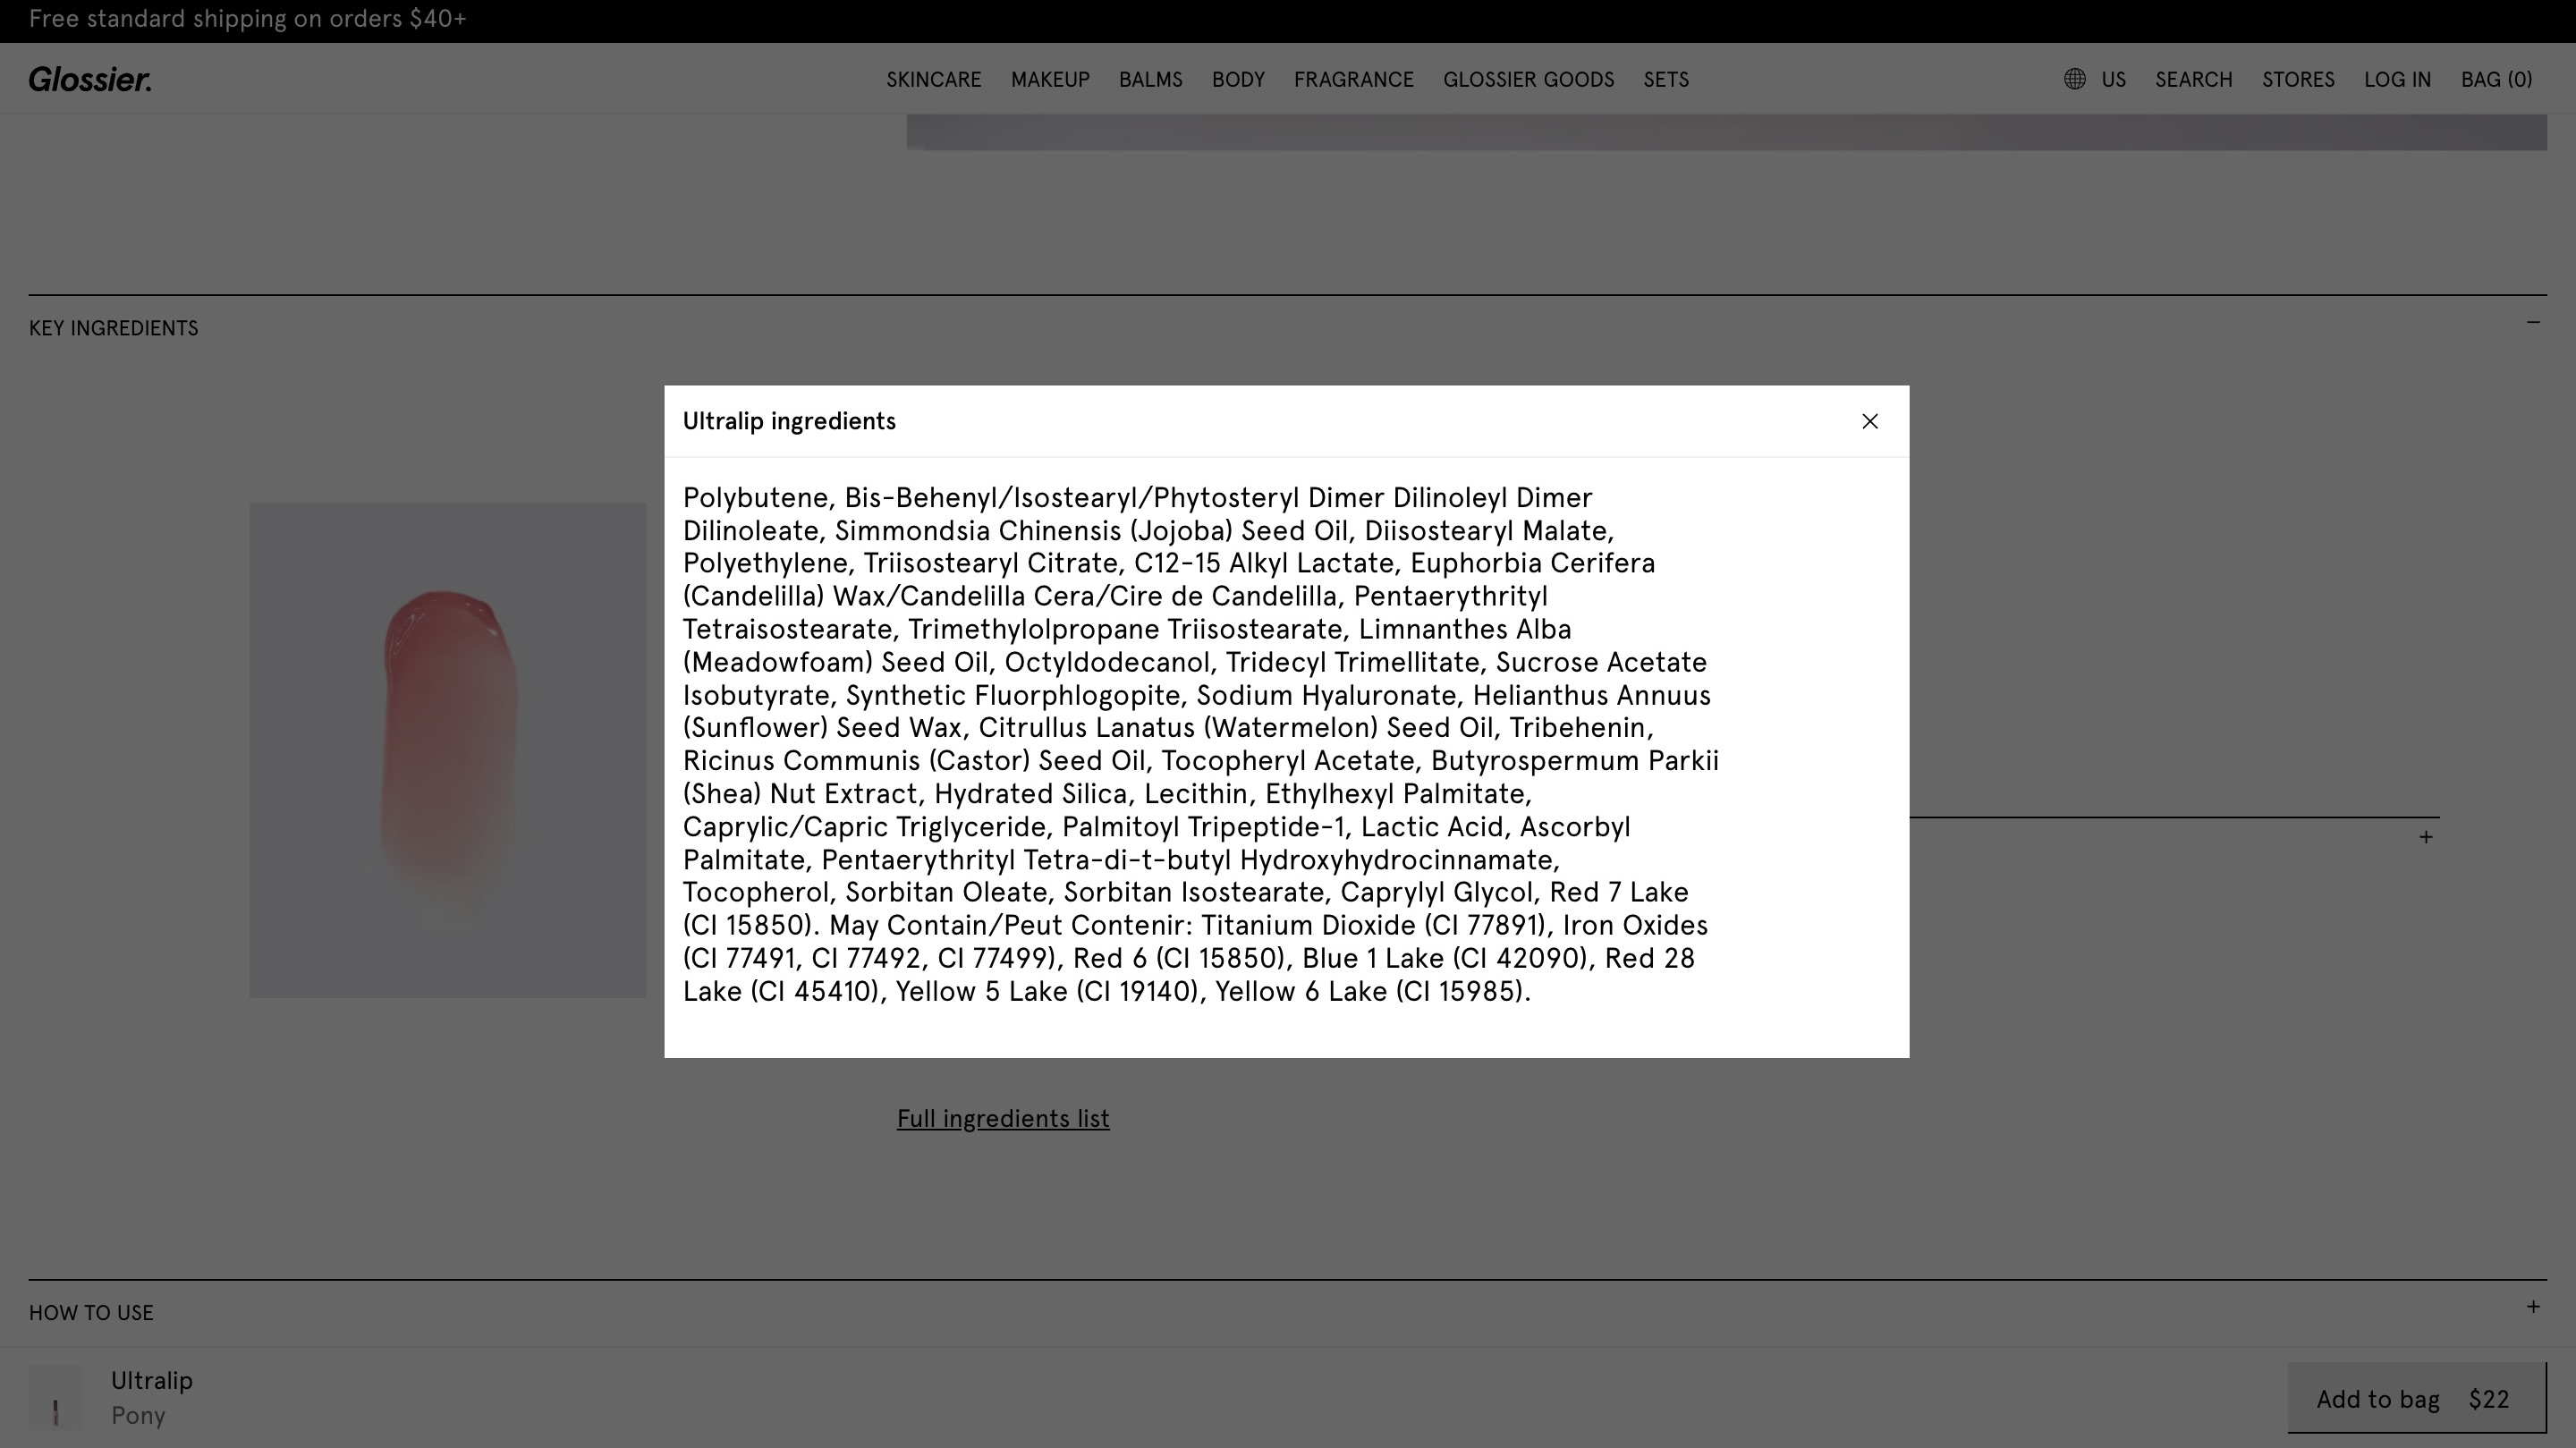 Free standard shipping on orders $40+
Glossier.
SKINCARE MAKEUP BALMS BODY FRAGRANCE GLOSSIER GOODS SETS
US SEARCH STORES LOG IN BAG (0)
KEY INGREDIENTS
Ultralip ingredients
Polybutene, Bis-Behenyl/Isostearyl/Phytosteryl Dimer Dilinoleyl Dimer
Dilinoleate, Simmondsia Chinensis (Jojoba) Seed Oil, Diisostearyl Malate,
Polyethylene, Triisostearyl Citrate, C12-15 Alkyl Lactate, Euphorbia Cerifera
(Candelilla) Wax/Candelilla Cera/Cire de Candelilla, Pentaerythrityl
Tetraisostearate, Trimethylolpropane Triisostearate, Limnanthes Alba
(Meadowfoam) Seed Oil, Octyldodecanol, Tridecyl Trimellitate, Sucrose Acetate
Isobutyrate, Synthetic Fluorphlogopite, Sodium Hyaluronate, Helianthus Annuus
(Sunflower) Seed Wax, Citrullus Lanatus (Watermelon) Seed Oil, Tribehenin,
Ricinus Communis (Castor) Seed Oil, Tocopheryl Acetate, Butyrospermum Parkii
(Shea) Nut Extract, Hydrated Silica, Lecithin, Ethylhexyl Palmitate,
Caprylic/Capric Triglyceride, Palmitoyl Tripeptide-1, Lactic Acid, Ascorbyl
Palmitate, Pentaerythrityl Tetra-di-t-butyl Hydroxyhydrocinnamate,
Tocopherol, Sorbitan Oleate, Sorbitan Isostearate, Caprylyl Glycol, Red 7 Lake
(CI 15850). May Contain/Peut Contenir: Titanium Dioxide (CI 77891), Iron Oxides
(CI 77491, CI 77492, CI 77499), Red 6 (CI 15850), Blue 1 Lake (CI 42090), Red 28
Lake (CI 45410), Yellow 5 Lake (CI 19140), Yellow 6 Lake (CI 15985).
Full ingredients list
HOW TO USE
Ultralip
Pony
Add to bag $22